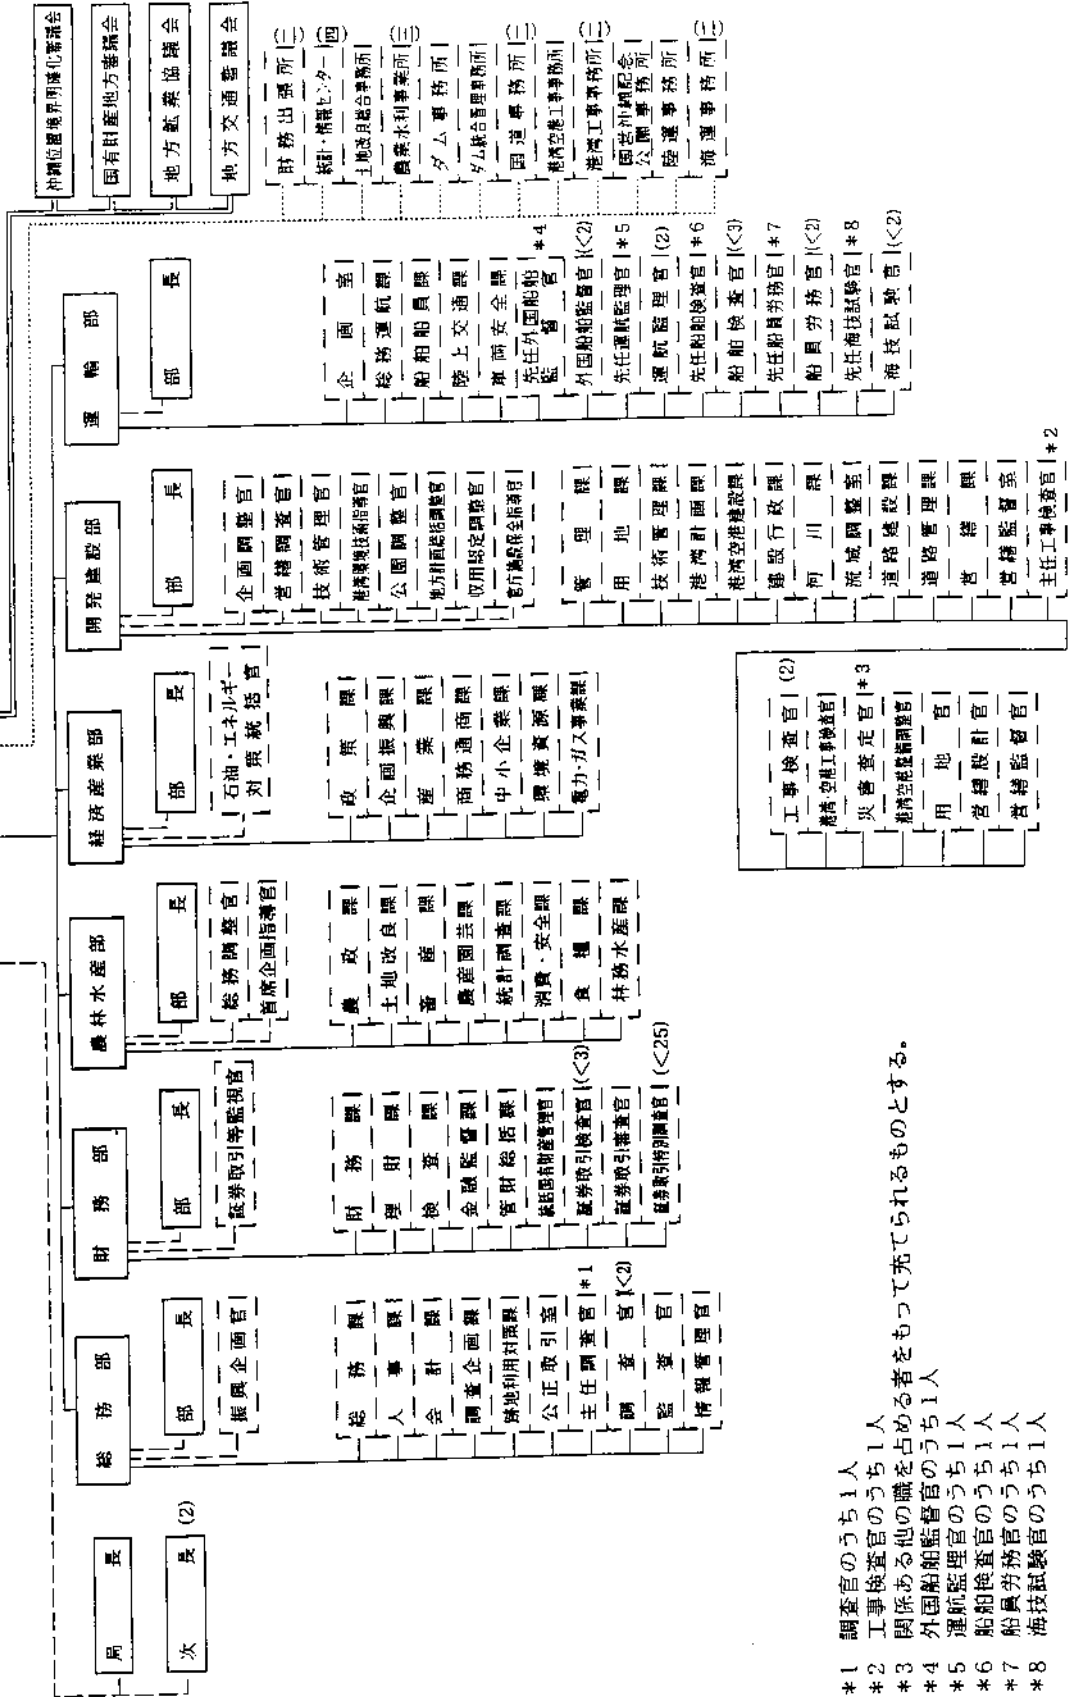 局長
次長 (2)
総務部
部長
振興企画官
総務課
人事課
会計課
調査企画課
跡地利用対策課
公正取引室
主任調査官 *1
調査官 (<2)
監査官
情報管理官
財務部
部長
証券取引等監視官
財務課
理財課
検査課
金融監督課
管財総括課
統括国有財産管理官
証券取引検査官 (<3)
証券取引審査官
証券取引特別調査官 (<25)
農林水産部
部長
総務調整官
首席企画指導官
農政課
土地改良課
畜産課
農産園芸課
統計調査課
消費・安全課
食糧課
林務水産課
経済産業部
部長
石油・エネルギー
対策統括官
政策課
企画振興課
産業課
商務通商課
中小企業課
環境資源課
電力・ガス事業課
開発建設部
部長
企画調整官
営繕調査官
技術管理官
港湾環境技術指導官
公園調整官
地方計画総括調整官
収用認定調整官
官庁施設保全指導官
管理課
用地課
技術管理課
港湾計画課
港湾空港建設課
建設行政課
河川課
流域調整室
道路建設課
道路管理課
営繕課
営繕監督室
主任工事検査官 *2
工事検査官 (2)
港湾・空港工事検査官
災害査定官 *3
港湾空港整備調整官
用地官
営繕設計官
営繕監督官
運輸部
部長
企画室
総務運航課
船舶船員課
陸上交通課
車両安全課
先任外国船舶
監督官 *4
外国船舶監督官 (<2)
先任運航監理官 *5
運航監理官 (2)
先任船舶検査官 *6
船舶検査官 (<3)
先任船員労務官 *7
船員労務官 (<2)
先任海技試験官 *8
海技試験官 (<2)
沖縄位置境界明確化審議会
国有財産地方審議会
地方鉱業協議会
地方交通審議会
財務出張所 (二)
統計・情報センター (四)
土地改良総合事務所
農業水利事業所 (三)
ダム事務所
ダム統合管理事務所
国道事務所 (二)
港湾空港工事事務所
港湾工事事務所 (二)
国営沖縄記念
公園事務所
陸運事務所
海運事務所 (二)
*1 調査官のうち1人
*2 工事検査官のうち1人
*3 関係ある他の職を占める者をもって充てられるものとする。
*4 外国船舶監督官のうち1人
*5 運航監理官のうち1人
*6 船舶検査官のうち1人
*7 船員労務官のうち1人
*8 海技試験官のうち1人